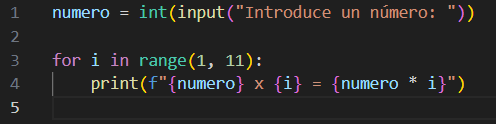 1 numero = int(input("Introduce un número: "))
2
3 for i in range(1, 11):
4     print(f"{numero} x {i} = {numero * i}")
5